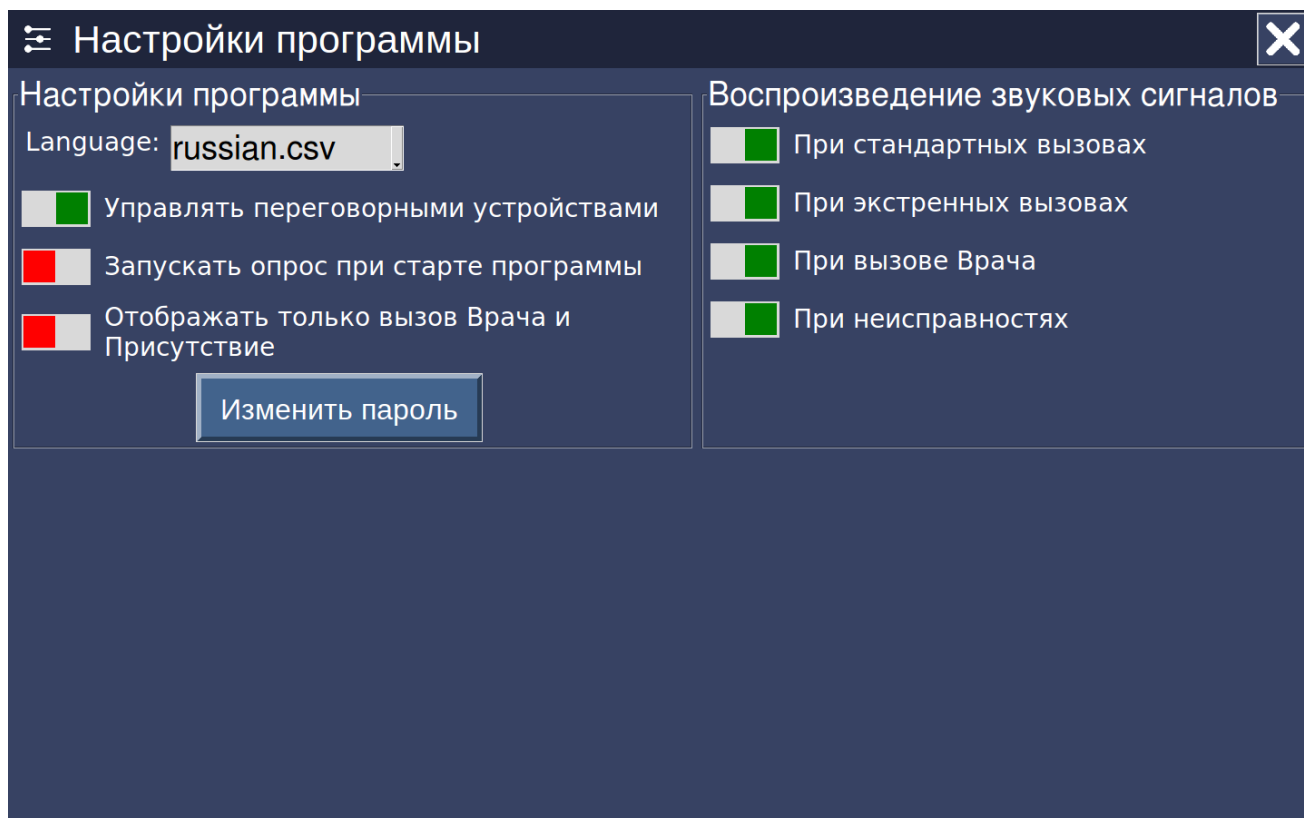 Настройки программы
Настройки программы
Language: russian.csv
Управлять переговорными устройствами
Запускать опрос при старте программы
Отображать только вызов Врача и
Присутствие
Изменить пароль
Воспроизведение звуковых сигналов
При стандартных вызовах
При экстренных вызовах
При вызове Врача
При неисправностях